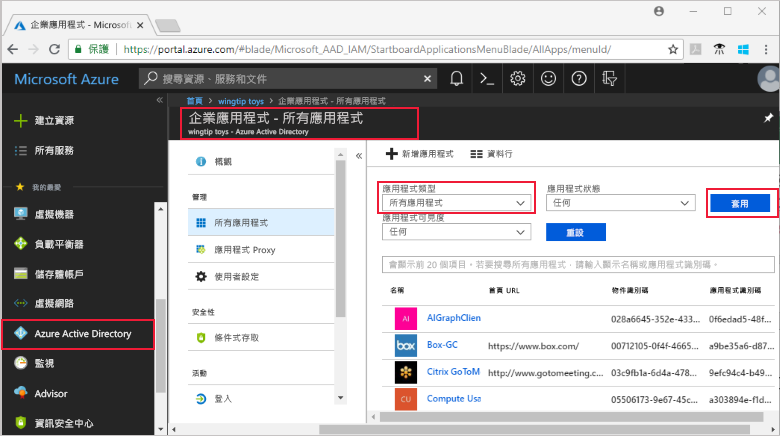 企業應用程式 - Microsof
保護 https://portal.azure.com/#blade/Microsoft_AAD_IAM/StartboardApplicationsMenuBlade/AllApps/menuId/
Microsoft Azure
搜尋資源、服務和文件
建立資源
所有服務
我的最愛
虛擬機器
負載平衡器
儲存體帳戶
虛擬網路
Azure Active Directory
監視
Advisor
資訊安全中心
首頁 > wingtip toys > 企業應用程式 - 所有應用程式
企業應用程式 - 所有應用程式
wingtip toys - Azure Active Directory
概觀
管理
所有應用程式
應用程式 Proxy
使用者設定
安全性
條件式存取
活動
登入
新增應用程式 資料行
應用程式類型 應用程式狀態
所有應用程式 任何 套用
應用程式可見度
任何 重設
會顯示前 20 個項目。若要搜尋所有應用程式，請輸入顯示名稱或應用程式識別碼。
名稱 首頁 URL 物件識別碼 應用程式識別碼
AI AIGraphClien 028a6645-352e-433... 0f6edad5-48f...
box Box-GC https://www.box.com/ 00712105-0f4f-4665... a9be35a6-d87...
Citrix GoToM http://www.gotomeeting.c... 03c9fb1a-6d4a-478... 9efc94c4-b49...
CU Compute Usa 05506173-9e67-45c... a303894e-f1d...